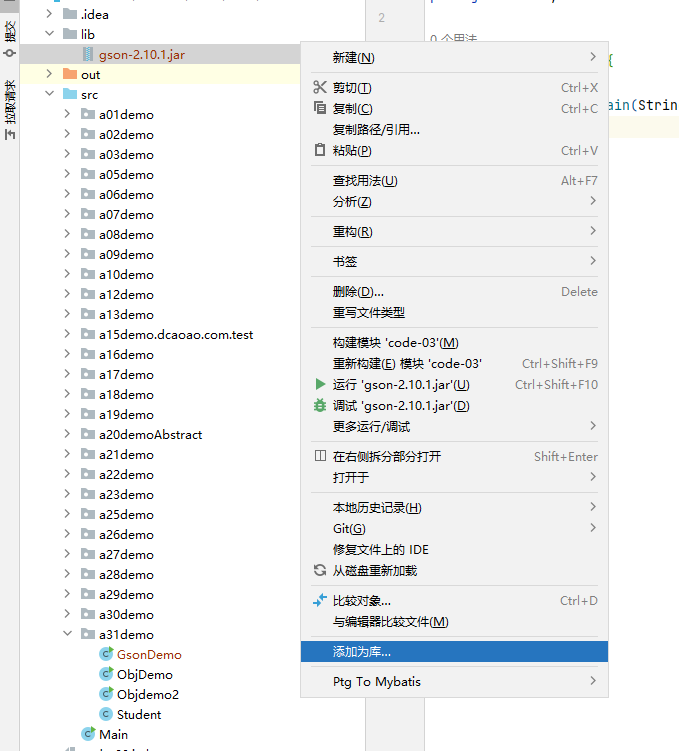 提交
拉取请求
.idea
lib
gson-2.10.1.jar
out
src
a01demo
a02demo
a03demo
a05demo
a06demo
a07demo
a08demo
a09demo
a10demo
a12demo
a13demo
a15demo.dcaoao.com.test
a16demo
a17demo
a18demo
a19demo
a20demoAbstract
a21demo
a22demo
a23demo
a25demo
a26demo
a27demo
a28demo
a29demo
a30demo
a31demo
GsonDemo
ObjDemo
Objdemo2
Student
Main
2
0 个用法
{
ain(Strin
新建(N)
剪切(T) Ctrl+X
复制(C) Ctrl+C
复制路径/引用...
粘贴(P) Ctrl+V
查找用法(U) Alt+F7
分析(Z)
重构(R)
书签
删除(D)... Delete
重写文件类型
构建模块 'code-03'(M)
重新构建(E) 模块 'code-03' Ctrl+Shift+F9
运行 'gson-2.10.1.jar'(U) Ctrl+Shift+F10
调试 'gson-2.10.1.jar'(D)
更多运行/调试
在右侧拆分部分打开 Shift+Enter
打开于
本地历史记录(H)
Git(G)
修复文件上的 IDE
从磁盘重新加载
比较对象... Ctrl+D
与编辑器比较文件(M)
添加为库...
Ptg To Mybatis